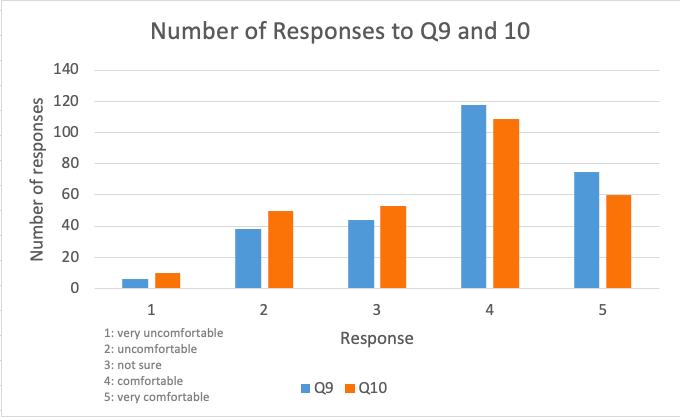 Number of Responses to Q9 and 10
Number of responses
140
120
100
80
60
40
20
0
1 2 3 4 5
Response
1: very uncomfortable
2: uncomfortable
3: not sure
4: comfortable
5: very comfortable
Q9 Q10